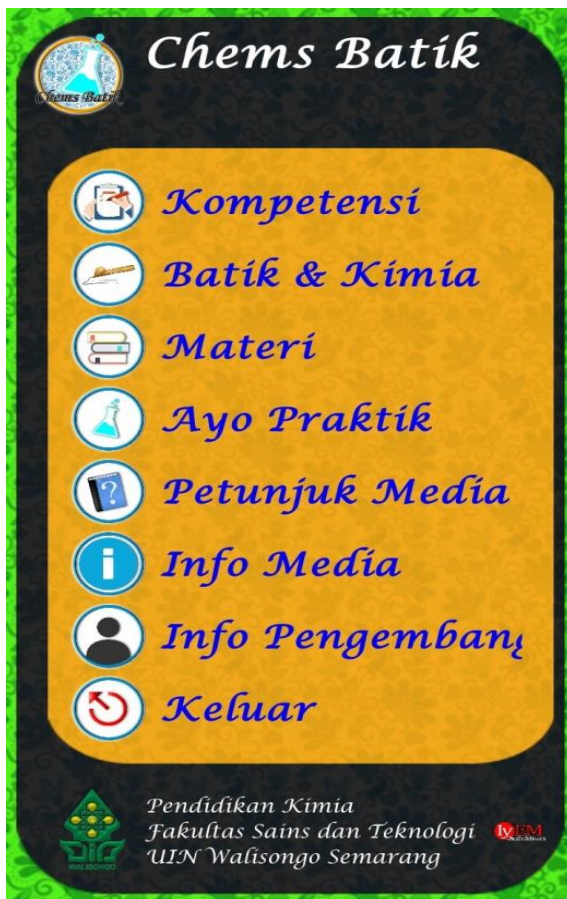 Chems Batik
Chems Batik
Kompetensi
Batik & Kimia
Materi
Ayo Praktik
Petunjuk Media
Info Media
Info Pengembang
Keluar
Pendidikan Kimia
Fakultas Sains dan Teknologi
UIN Walisongo Semarang
WALISONGO
IyEM